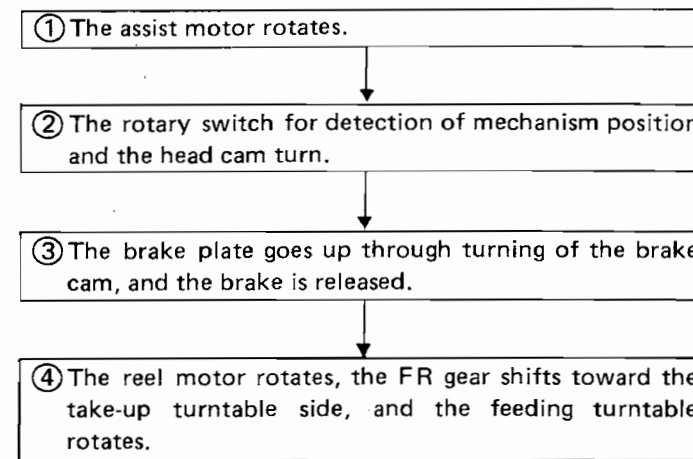 ① The assist motor rotates.
② The rotary switch for detection of mechanism position
and the head cam turn.
③ The brake plate goes up through turning of the brake
cam, and the brake is released.
④ The reel motor rotates, the FR gear shifts toward the
take-up turntable side, and the feeding turntable
rotates.